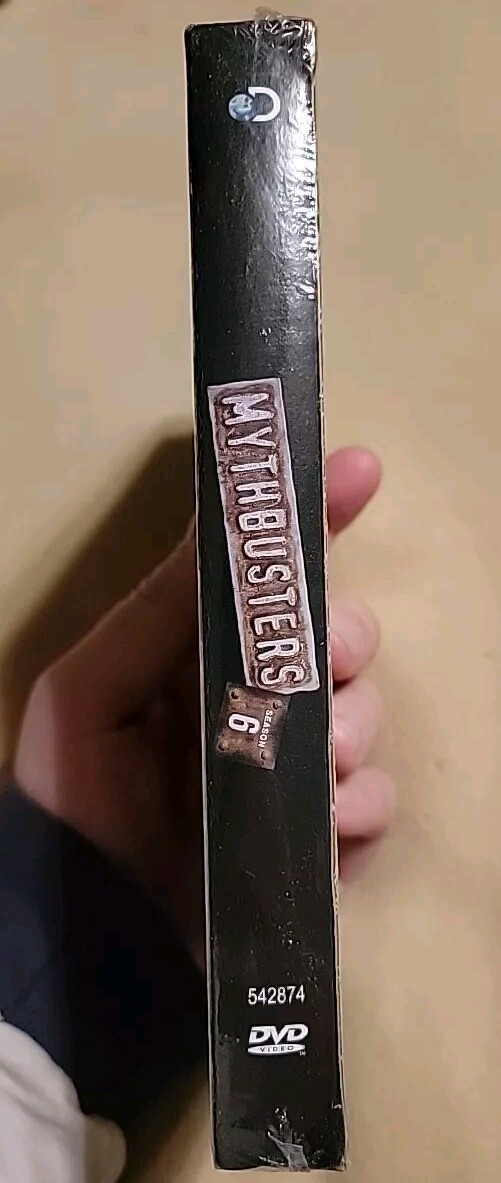 MYTHBUSTERS
SEASON
6
542874
DVD
VIDEO